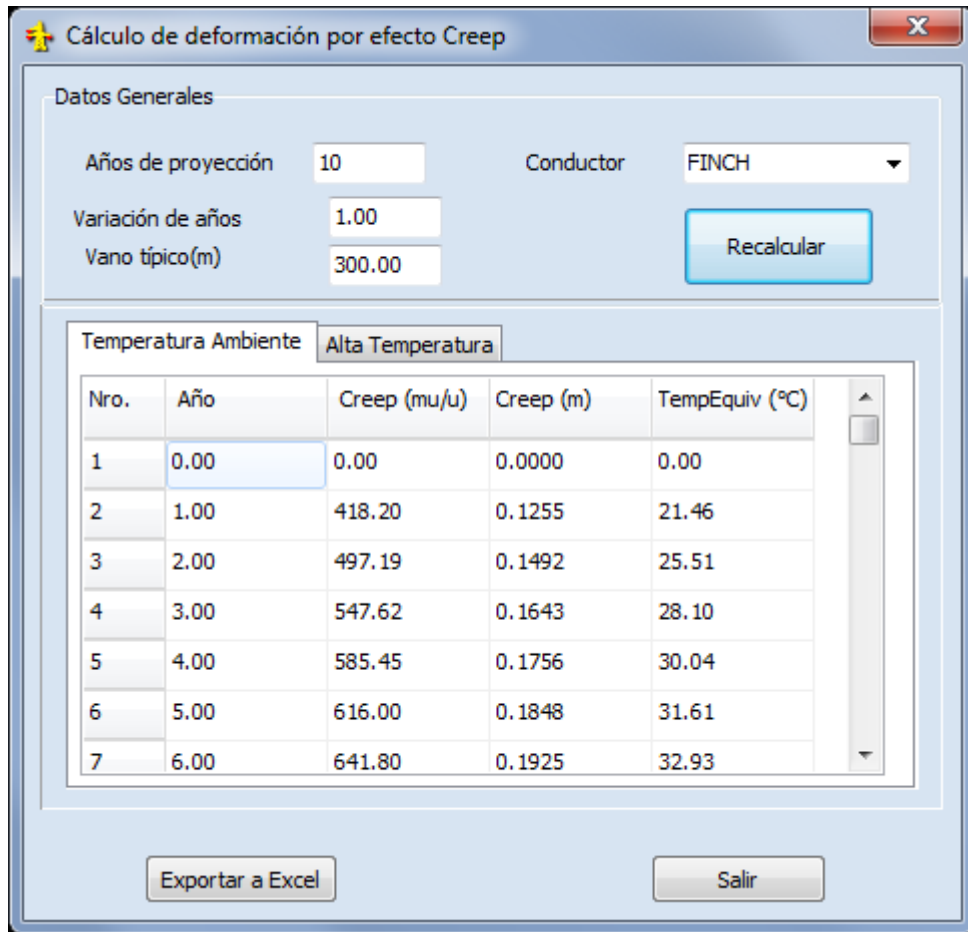 Cálculo de deformación por efecto Creep
Datos Generales
Años de proyección 10 Conductor FINCH
Variación de años 1.00
Vano típico(m) 300.00 Recalcular
Temperatura Ambiente Alta Temperatura
Nro. Año Creep (mu/u) Creep (m) TempEquiv (ºC)
1 0.00 0.00 0.0000 0.00
2 1.00 418.20 0.1255 21.46
3 2.00 497.19 0.1492 25.51
4 3.00 547.62 0.1643 28.10
5 4.00 585.45 0.1756 30.04
6 5.00 616.00 0.1848 31.61
7 6.00 641.80 0.1925 32.93
Exportar a Excel Salir